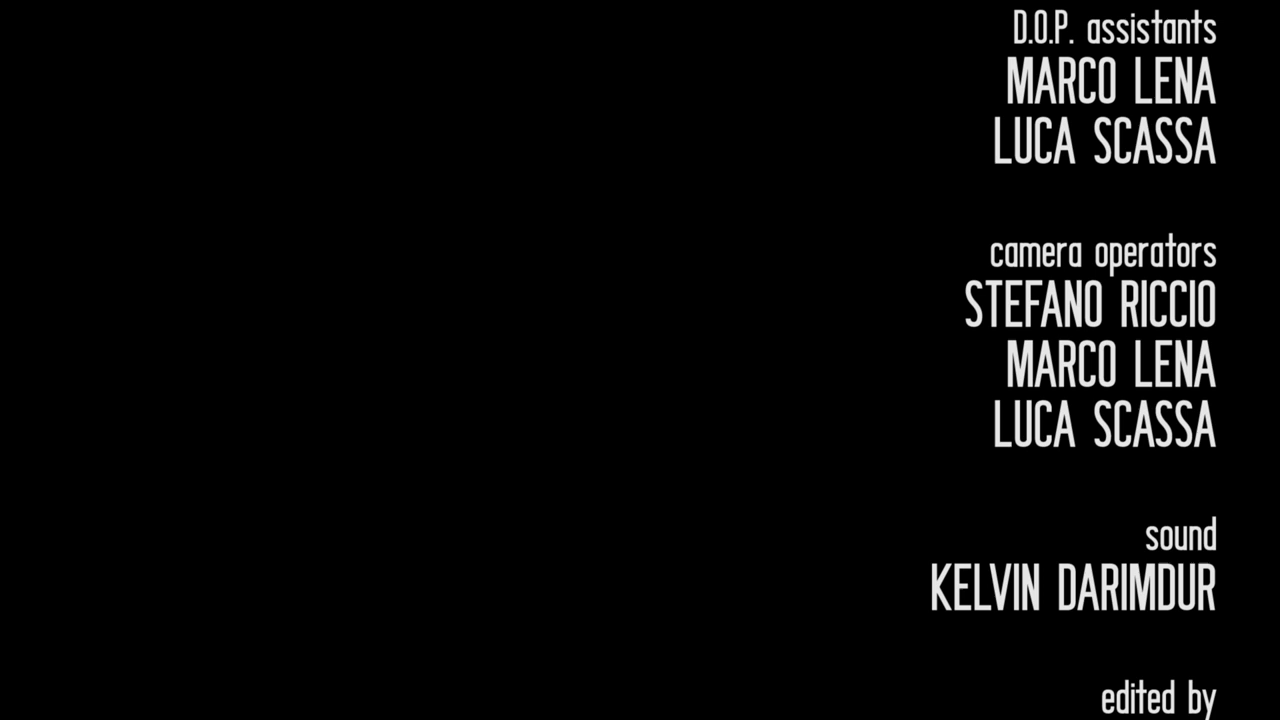 D.O.P. assistants
MARCO LENA
LUCA SCASSA
camera operators
STEFANO RICCIO
MARCO LENA
LUCA SCASSA
sound
KELVIN DARIMDUR
edited by